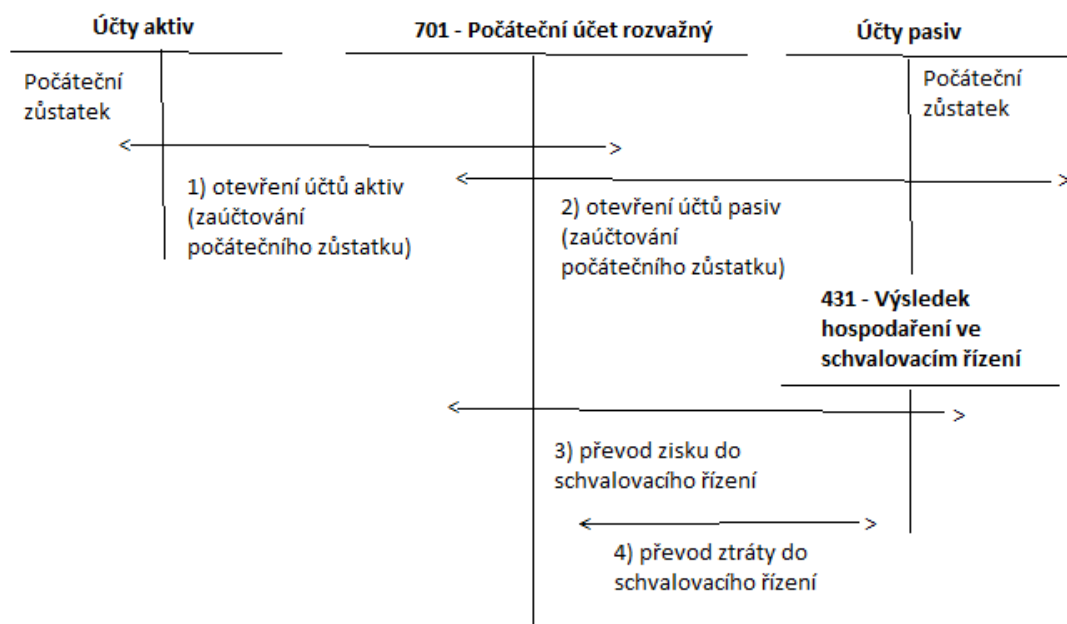 Účty aktiv
701 - Počáteční účet rozvažný
Účty pasiv
Počáteční
zůstatek
Počáteční
zůstatek
1) otevření účtů aktiv
(zaúčtování
počátečního zůstatku)
2) otevření účtů pasiv
(zaúčtování
počátečního zůstatku)
431 - Výsledek
hospodaření ve
schvalovacím řízení
3) převod zisku do
schvalovacího řízení
4) převod ztráty do
schvalovacího řízení